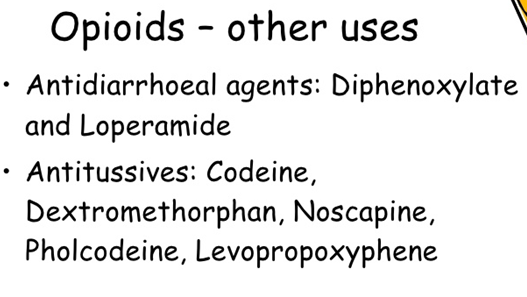 Opioids – other uses
• Antidiarrhoeal agents: Diphenoxylate
and Loperamide
• Antitussives: Codeine,
Dextromethorphan, Noscapine,
Pholcodeine, Levopropoxyphene